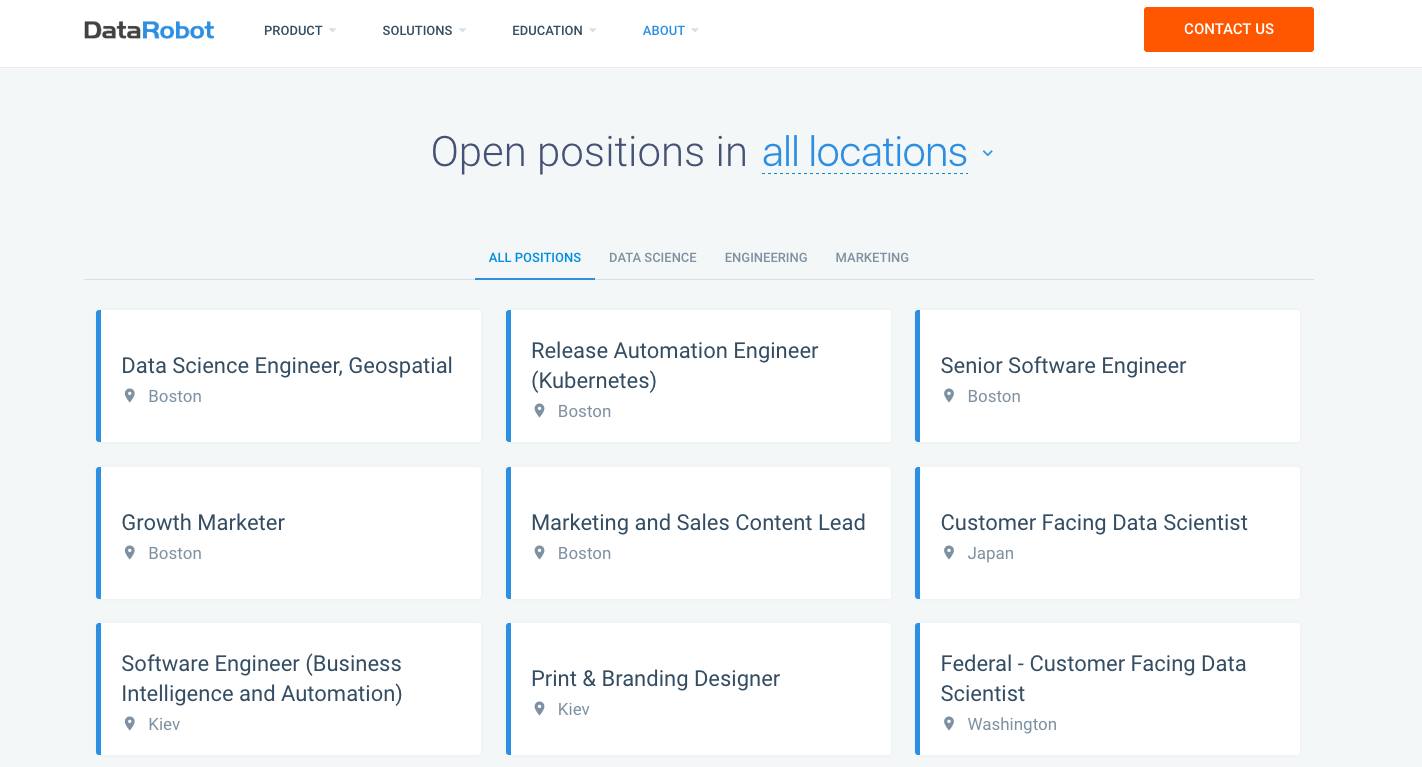 DataRobot PRODUCT SOLUTIONS EDUCATION ABOUT CONTACT US
Open positions in all locations
ALL POSITIONS DATA SCIENCE ENGINEERING MARKETING
Data Science Engineer, Geospatial
Boston
Release Automation Engineer
(Kubernetes)
Boston
Senior Software Engineer
Boston
Growth Marketer
Boston
Marketing and Sales Content Lead
Boston
Customer Facing Data Scientist
Japan
Software Engineer (Business
Intelligence and Automation)
Kiev
Print & Branding Designer
Kiev
Federal - Customer Facing Data
Scientist
Washington